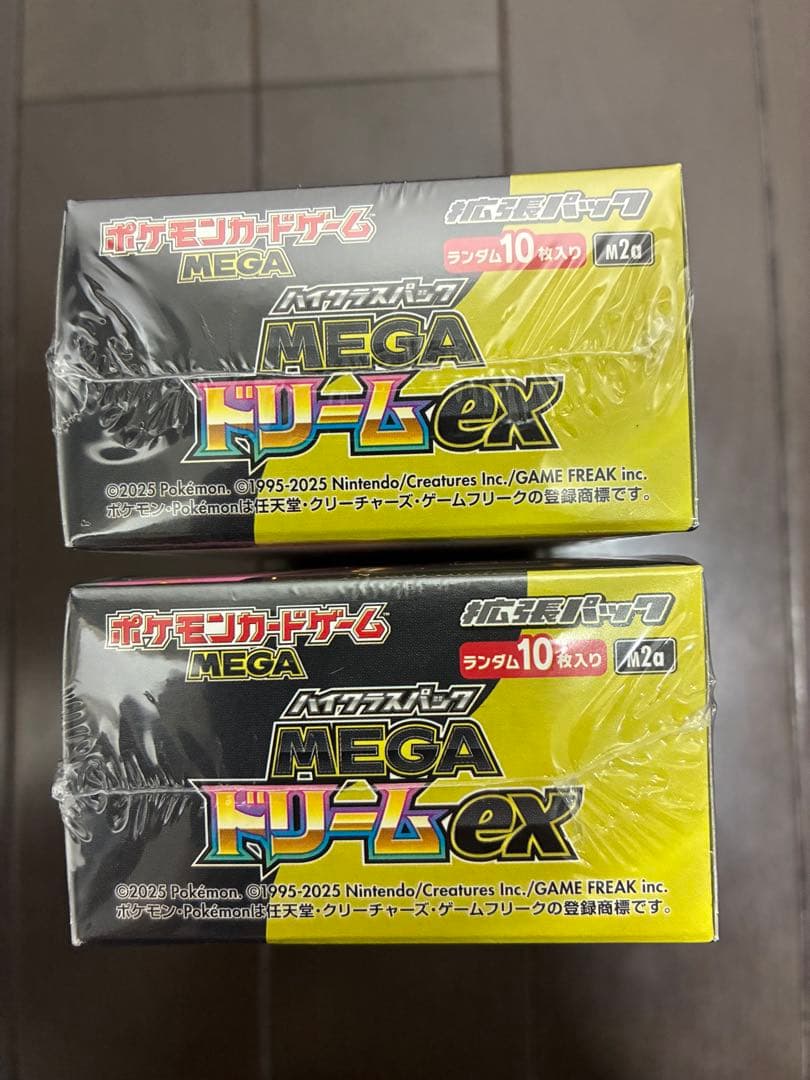 ポケモンカードゲーム
MEGA
拡張パック
ランダム10枚入り M2a
ハイクラスパック
MEGA
ドリームex
©2025 Pokémon. ©1995-2025 Nintendo/Creatures Inc./GAME FREAK inc.
ポケモン・Pokémonは任天堂・クリーチャーズ・ゲームフリークの登録商標です。
ポケモンカードゲーム
MEGA
拡張パック
ランダム10枚入り M2a
ハイクラスパック
MEGA
ドリームex
©2025 Pokémon. ©1995-2025 Nintendo/Creatures Inc./GAME FREAK inc.
ポケモン・Pokémonは任天堂・クリーチャーズ・ゲームフリークの登録商標です。